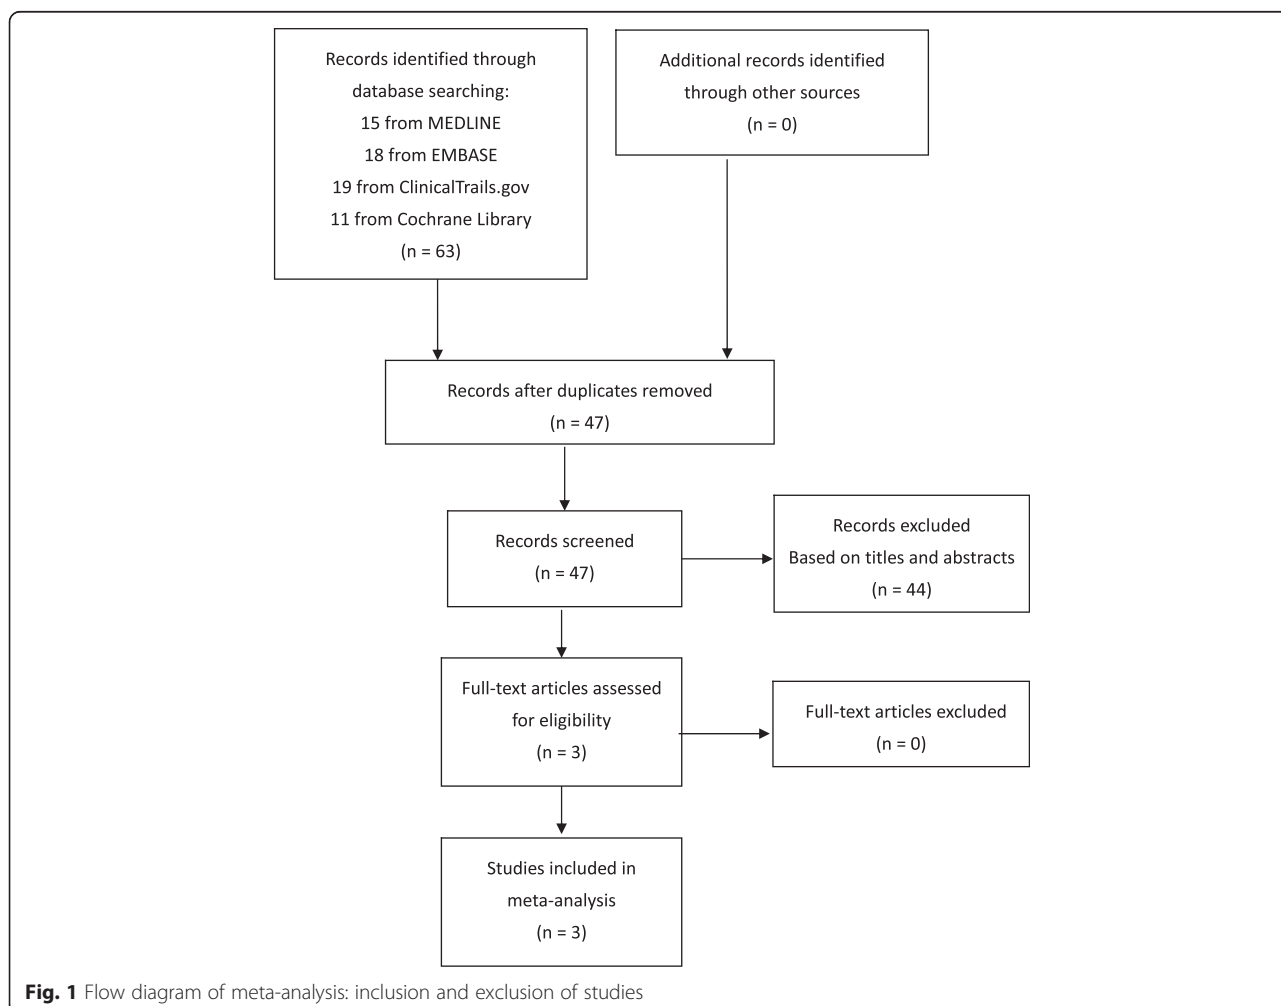 Records identified through
database searching:
15 from MEDLINE
18 from EMBASE
19 from ClinicalTrails.gov
11 from Cochrane Library
(n = 63)
Additional records identified
through other sources
(n = 0)
Records after duplicates removed
(n = 47)
Records screened
(n = 47)
Records excluded
Based on titles and abstracts
(n = 44)
Full-text articles assessed
for eligibility
(n = 3)
Full-text articles excluded
(n = 0)
Studies included in
meta-analysis
(n = 3)
Fig. 1 Flow diagram of meta-analysis: inclusion and exclusion of studies